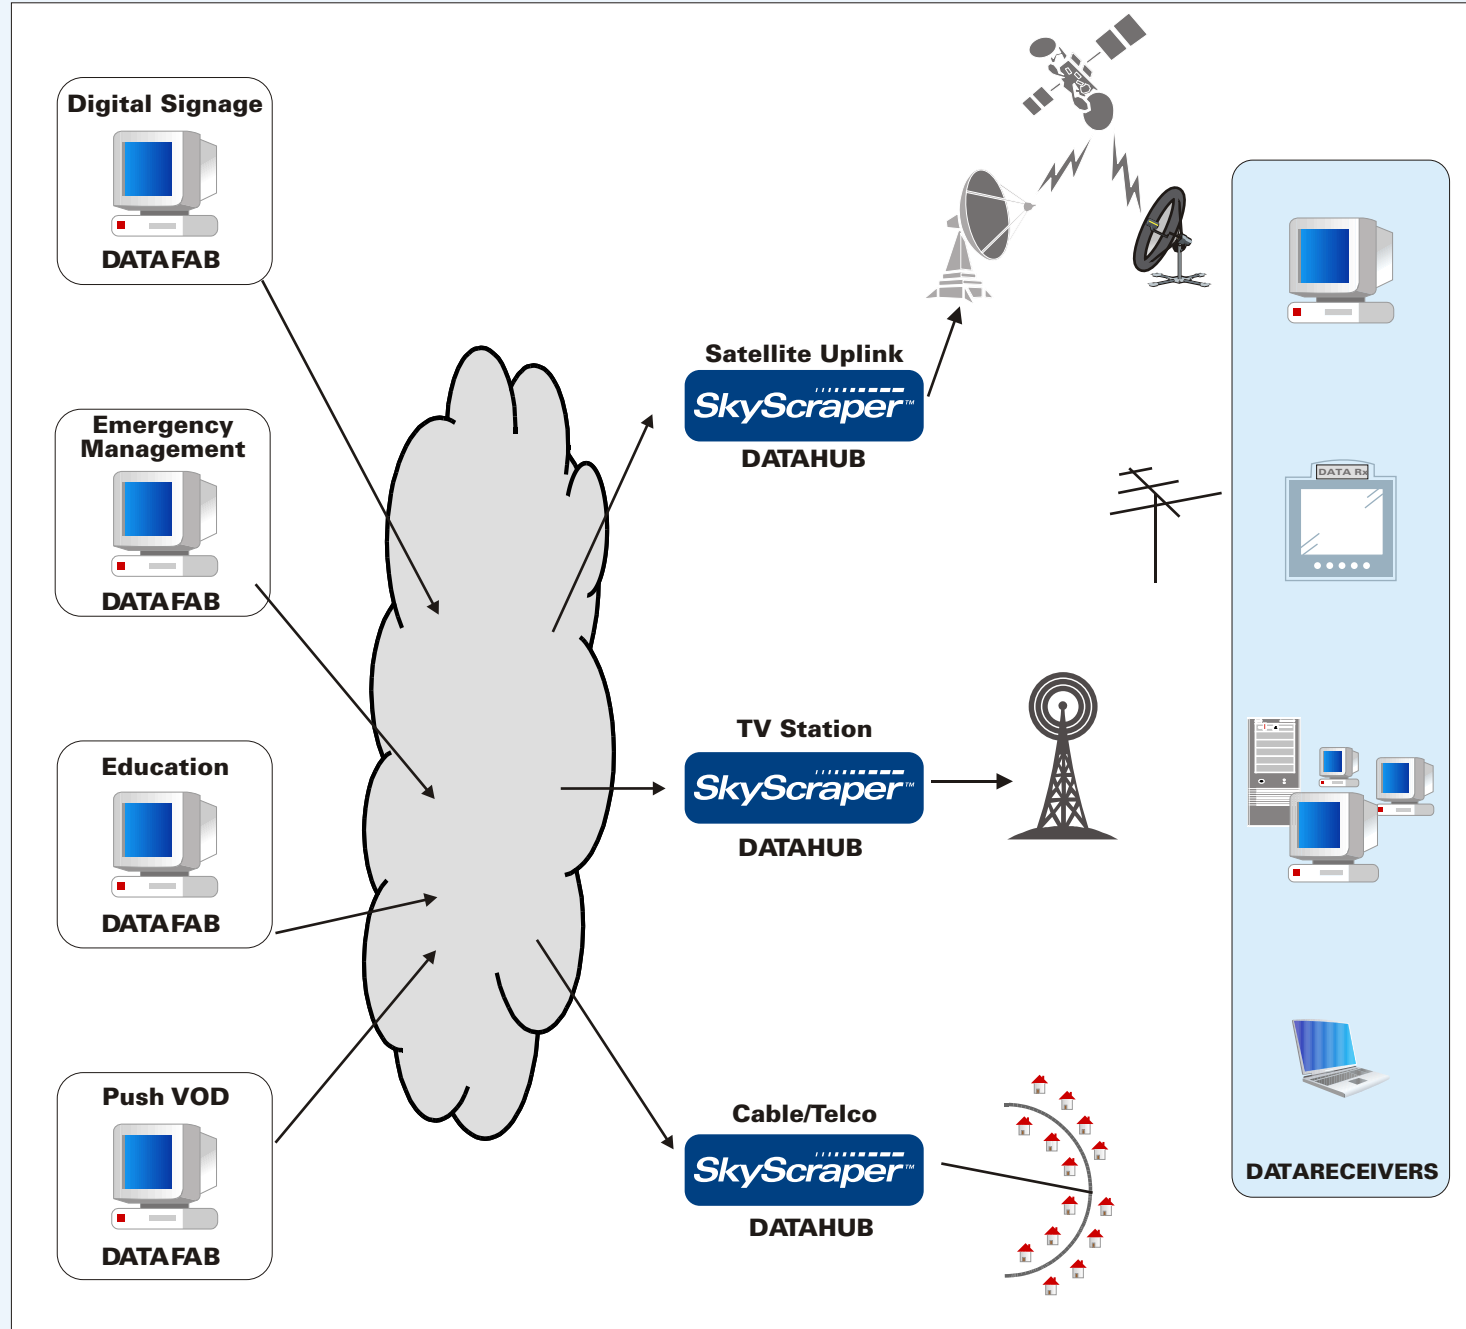 Digital Signage
DATAFAB
Emergency
Management
DATAFAB
Education
DATAFAB
Push VOD
DATAFAB
Satellite Uplink
SkyScraper™
DATAHUB
TV Station
SkyScraper™
DATAHUB
Cable/Telco
SkyScraper™
DATAHUB
DATA Rx
DATARECEIVERS